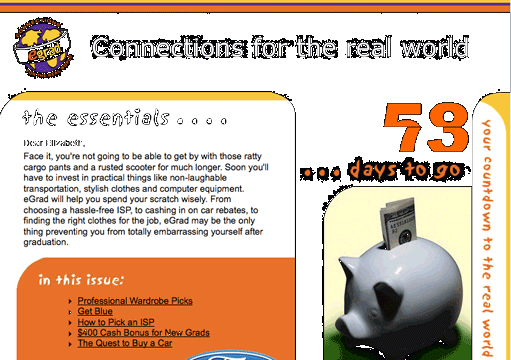 eGrad
Connections for the real world
the essentials . . . .
Dear Elizabeth,
Face it, you're not going to be able to get by with those ratty
cargo pants and a rusted scooter for much longer. Soon you'll
have to invest in practical things like non-laughable
transportation, stylish clothes and computer equipment.
eGrad will help you spend your scratch wisely. From
choosing a hassle-free ISP, to cashing in on car rebates, to
finding the right clothes for the job, eGrad may be the only
thing preventing you from totally embarrassing yourself after
graduation.
in this issue:
Professional Wardrobe Picks
Get Blue
How to Pick an ISP
$400 Cash Bonus for New Grads
The Quest to Buy a Car
53
. . . days to go
your countdown to the real world